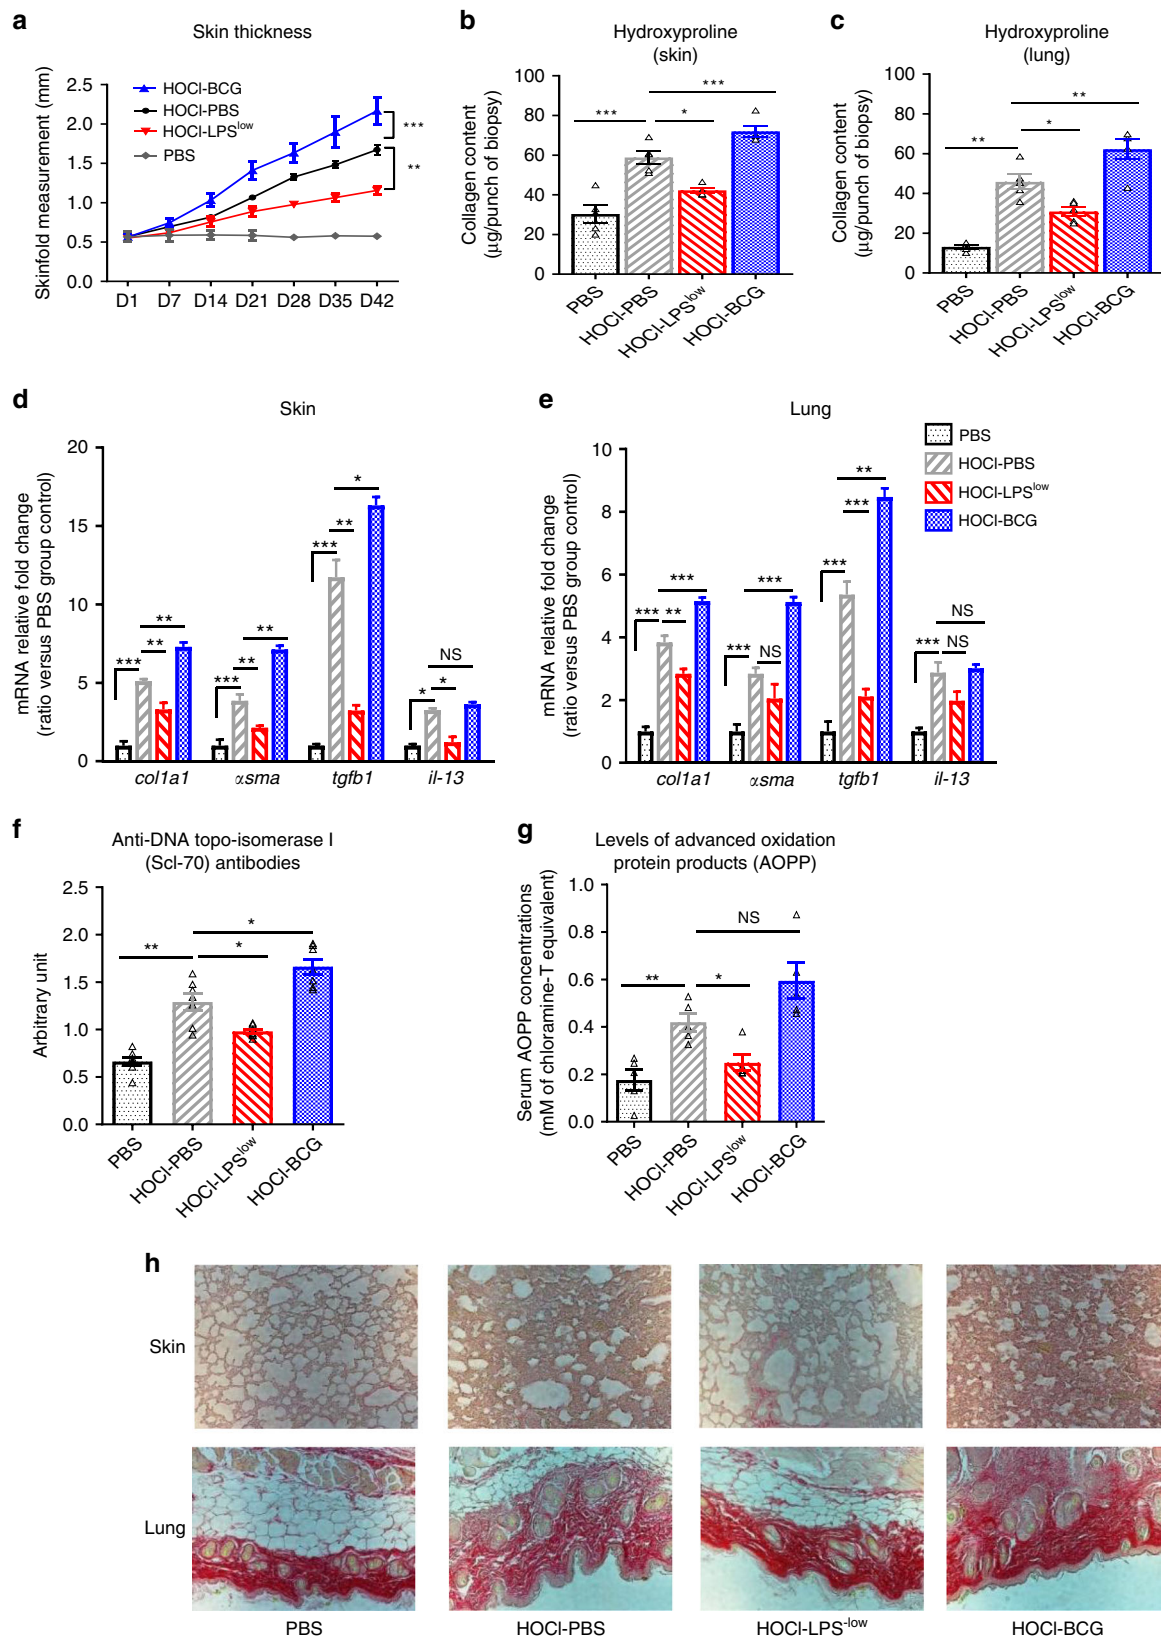 a
Skin thickness
Skinfold measurement (mm)
2.5
2.0
1.5
1.0
0.5
0.0
HOCl-BCG
HOCl-PBS
HOCl-LPSlow
PBS
***
**
D1 D7 D14 D21 D28 D35 D42
b
Hydroxyproline
(skin)
Collagen content
(µg/punch of biopsy)
100
80
60
40
20
0
***
***
*
PBS
HOCl-PBS
HOCl-LPSlow
HOCl-BCG
c
Hydroxyproline
(lung)
Collagen content
(µg/punch of biopsy)
100
80
60
40
20
0
**
**
*
PBS
HOCl-PBS
HOCl-LPSlow
HOCl-BCG
d
Skin
mRNA relative fold change
(ratio versus PBS group control)
20
15
10
5
0
*** ** **
*** ** **
*** ** *
* * NS
col1a1 αsma tgfb1 il-13
e
Lung
mRNA relative fold change
(ratio versus PBS group control)
10
8
6
4
2
0
*** ** ***
*** NS ***
*** *** **
*** NS NS
col1a1 αsma tgfb1 il-13
PBS
HOCl-PBS
HOCl-LPSlow
HOCl-BCG
f
Anti-DNA topo-isomerase I
(Scl-70) antibodies
Arbitrary unit
2.5
2.0
1.5
1.0
0.5
0.0
**
*
*
PBS
HOCl-PBS
HOCl-LPSlow
HOCl-BCG
g
Levels of advanced oxidation
protein products (AOPP)
Serum AOPP concentrations
(mM of chloramine-T equivalent)
1.0
0.8
0.6
0.4
0.2
0.0
**
*
NS
PBS
HOCl-PBS
HOCl-LPSlow
HOCl-BCG
h
Skin
Lung
PBS HOCl-PBS HOCl-LPS-low HOCl-BCG